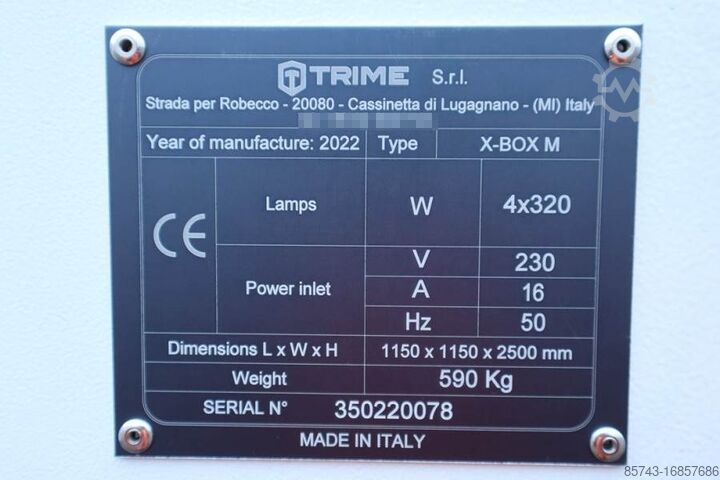 TRIME S.r.l.
Strada per Robecco - 20080 - Cassinetta di Lugagnano - (MI) Italy
Year of manufacture: 2022 Type X-BOX M
CE
Lamps W 4x320
Power inlet
V 230
A 16
Hz 50
Dimensions L x W x H 1150 x 1150 x 2500 mm
Weight 590 Kg
SERIAL N° 350220078
MADE IN ITALY
85743-16857686